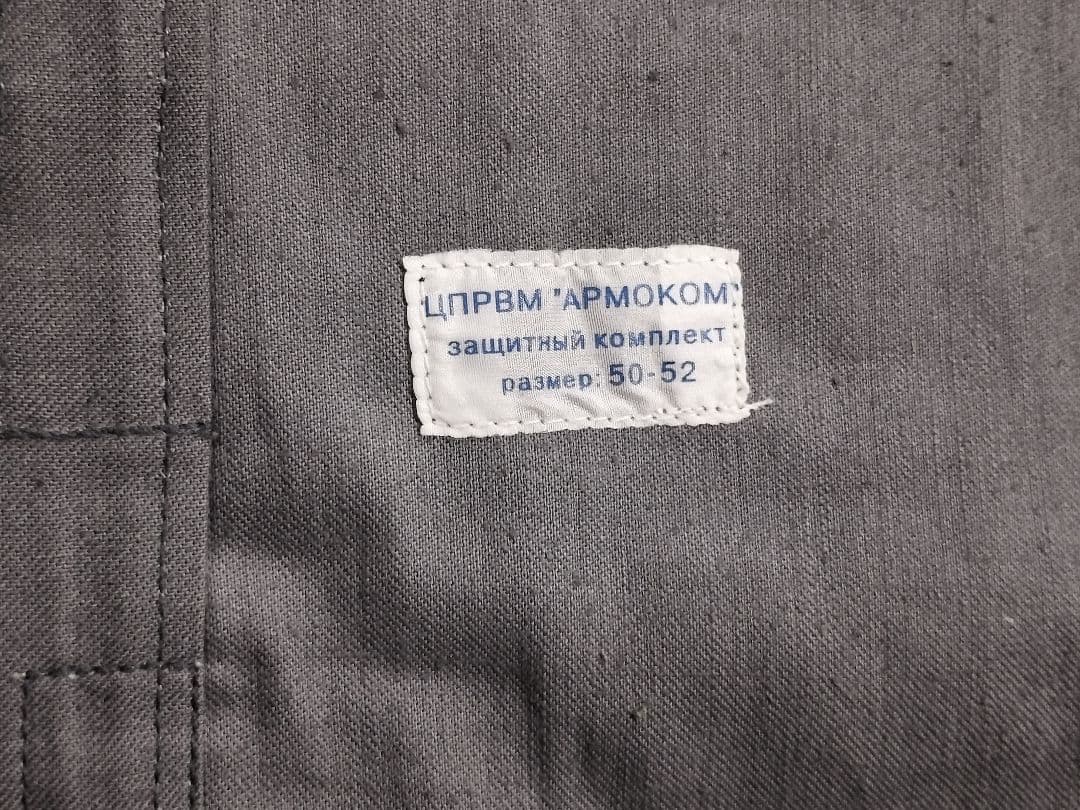 ЦПРВМ "АРМОКОМ"
защитный комплект
размер: 50-52